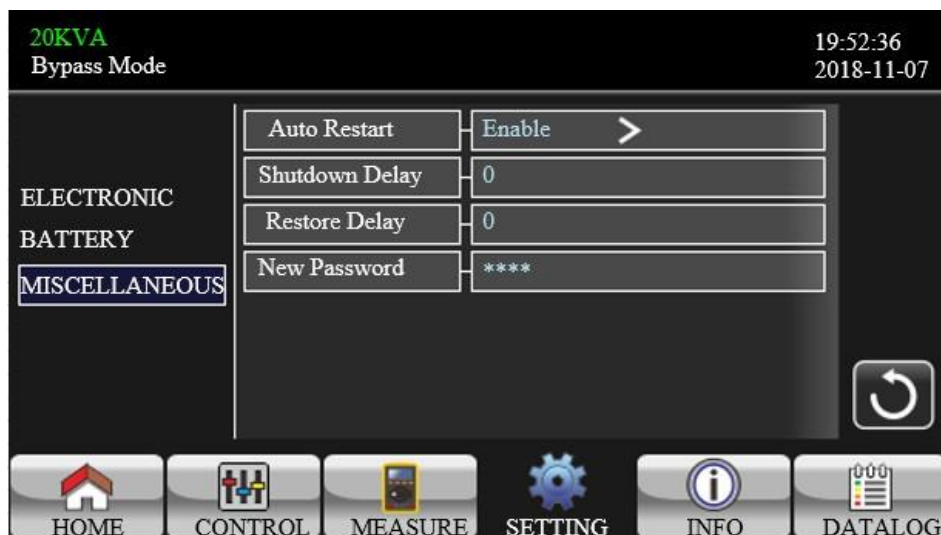 20KVA
Bypass Mode
19:52:36
2018-11-07
ELECTRONIC
BATTERY
MISCELLANEOUS
Auto Restart Enable >
Shutdown Delay 0
Restore Delay 0
New Password ****
HOME CONTROL MEASURE SETTING INFO DATALOG